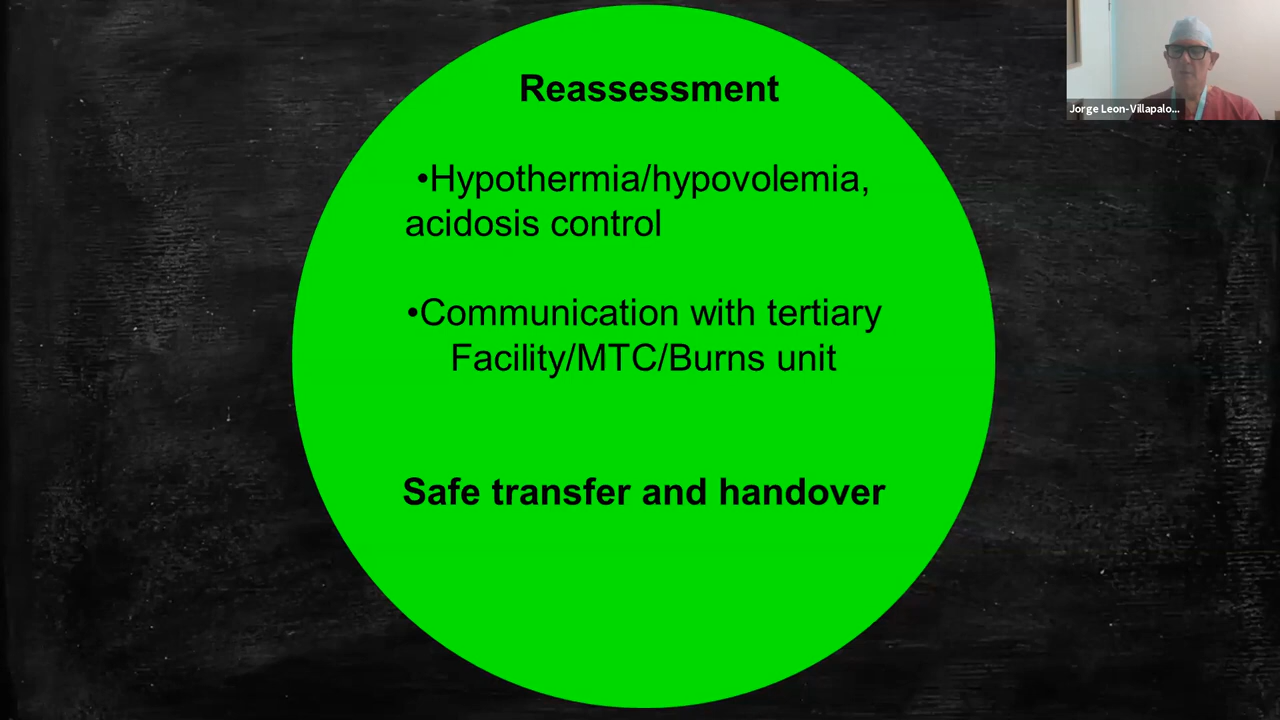 Reassessment
•Hypothermia/hypovolemia,
acidosis control
•Communication with tertiary
Facility/MTC/Burns unit
Safe transfer and handover
Jorge Leon-Villapalo...